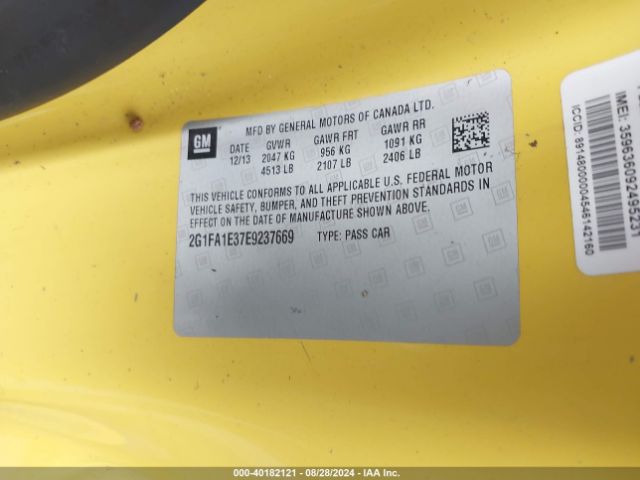 GM
MFD BY GENERAL MOTORS OF CANADA LTD.
DATE GVWR GAWR FRT GAWR RR
12/13 2047 KG 956 KG 1091 KG
4513 LB 2107 LB 2406 LB
THIS VEHICLE CONFORMS TO ALL APPLICABLE U.S. FEDERAL MOTOR
VEHICLE SAFETY, BUMPER, AND THEFT PREVENTION STANDARDS IN
EFFECT ON THE DATE OF MANUFACTURE SHOWN ABOVE.
2G1FA1E37E9237669 TYPE: PASS CAR
IMEI: 359636092495231
ICCID: 89148000004546142160
000-40182121 - 08/28/2024 - IAA Inc.